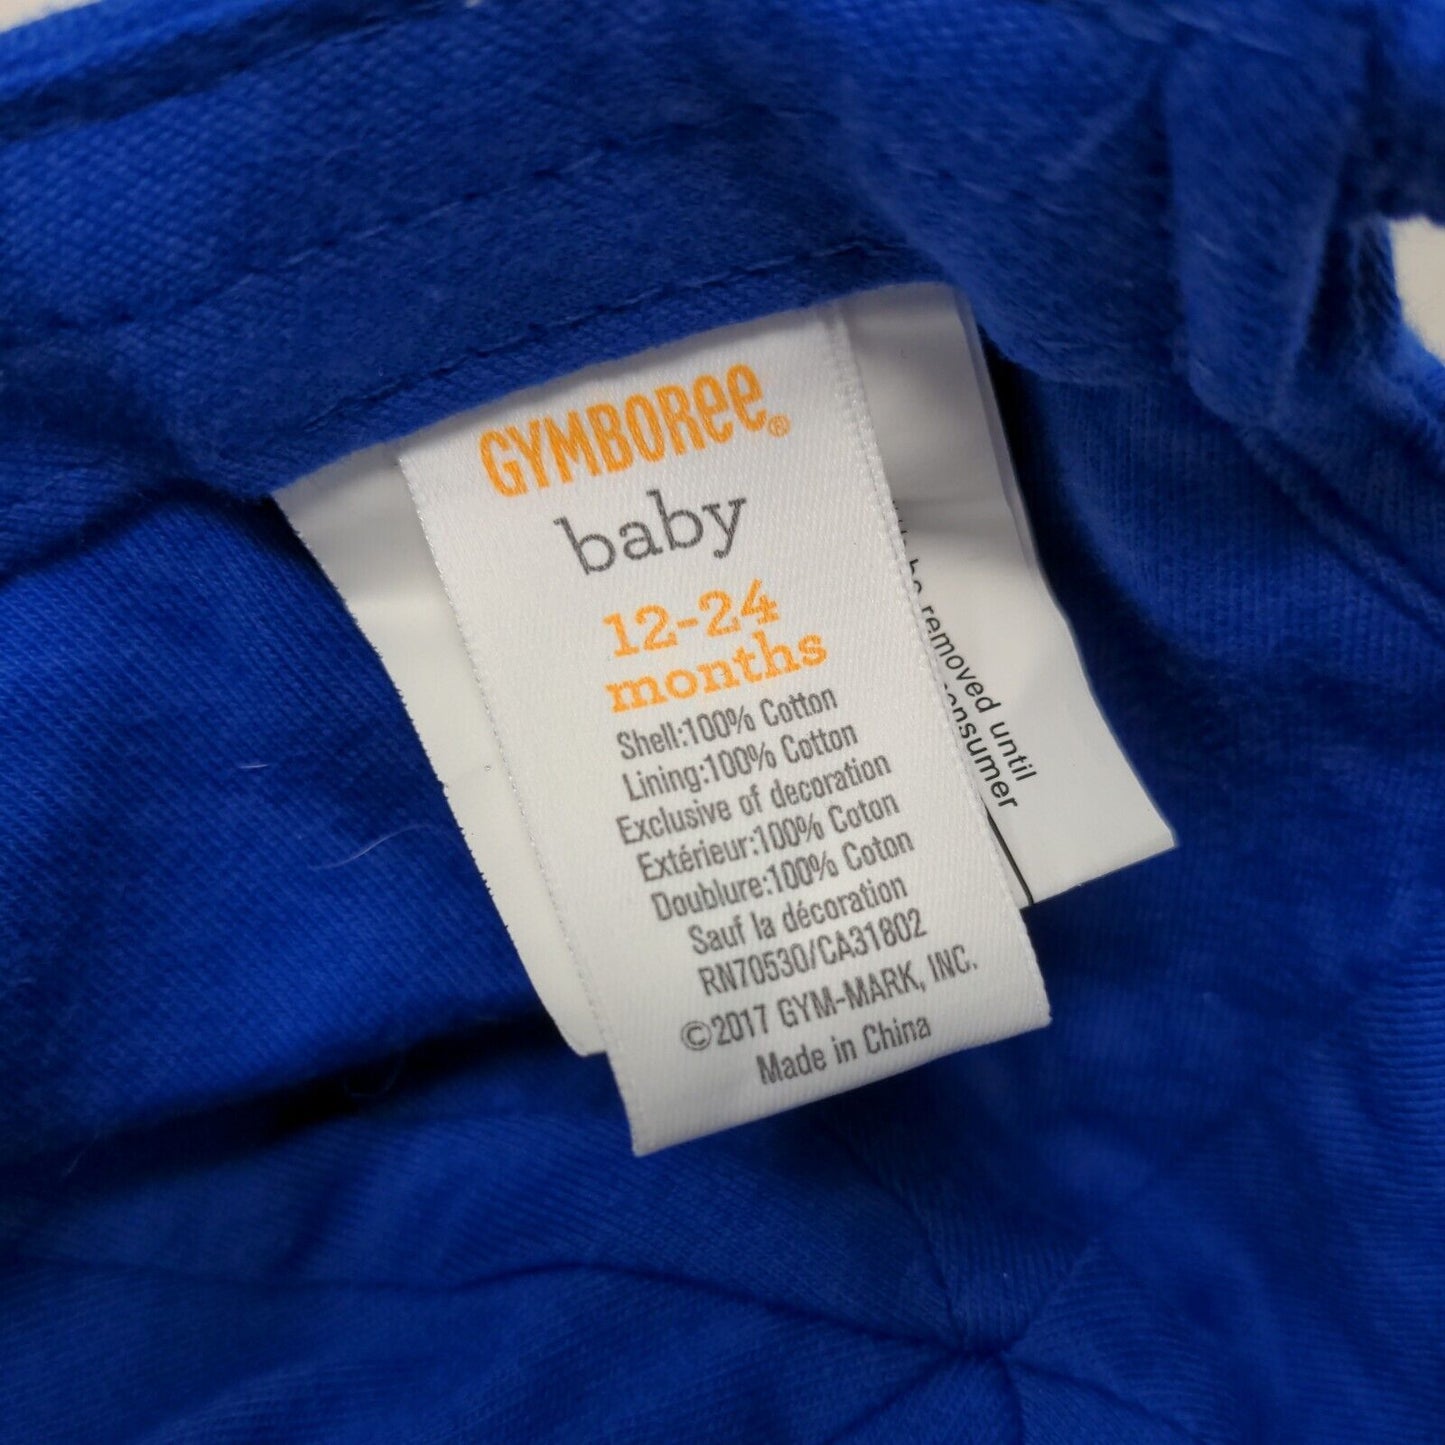 GYMBORee®
baby
12-24
months
Shell:100% Cotton
Lining:100% Cotton
Exclusive of decoration
Extérieur:100% Coton
Doublure:100% Coton
Sauf la décoration
RN70530/CA31802
©2017 GYM-MARK, INC.
Made in China
be removed until